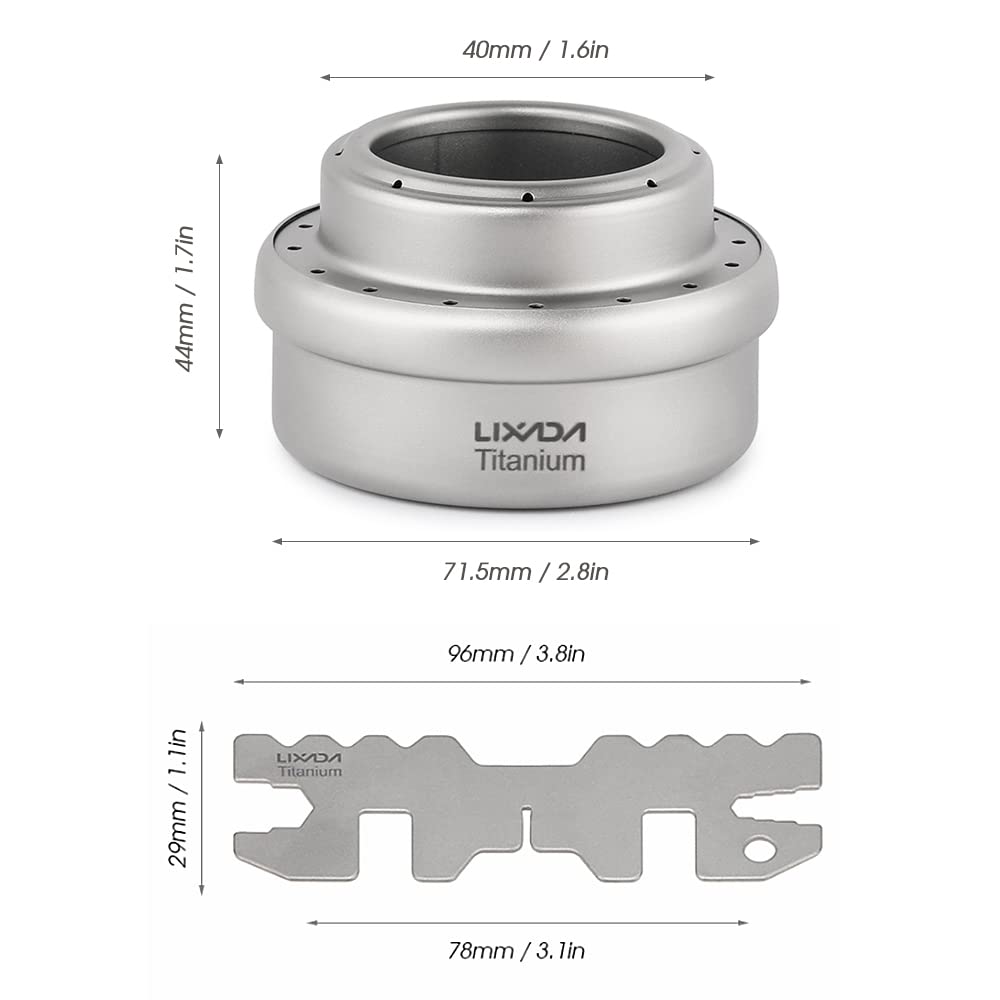 40mm / 1.6in
44mm / 1.7in
LIXADA
Titanium
71.5mm / 2.8in
96mm / 3.8in
29mm / 1.1in
LIXADA
Titanium
78mm / 3.1in